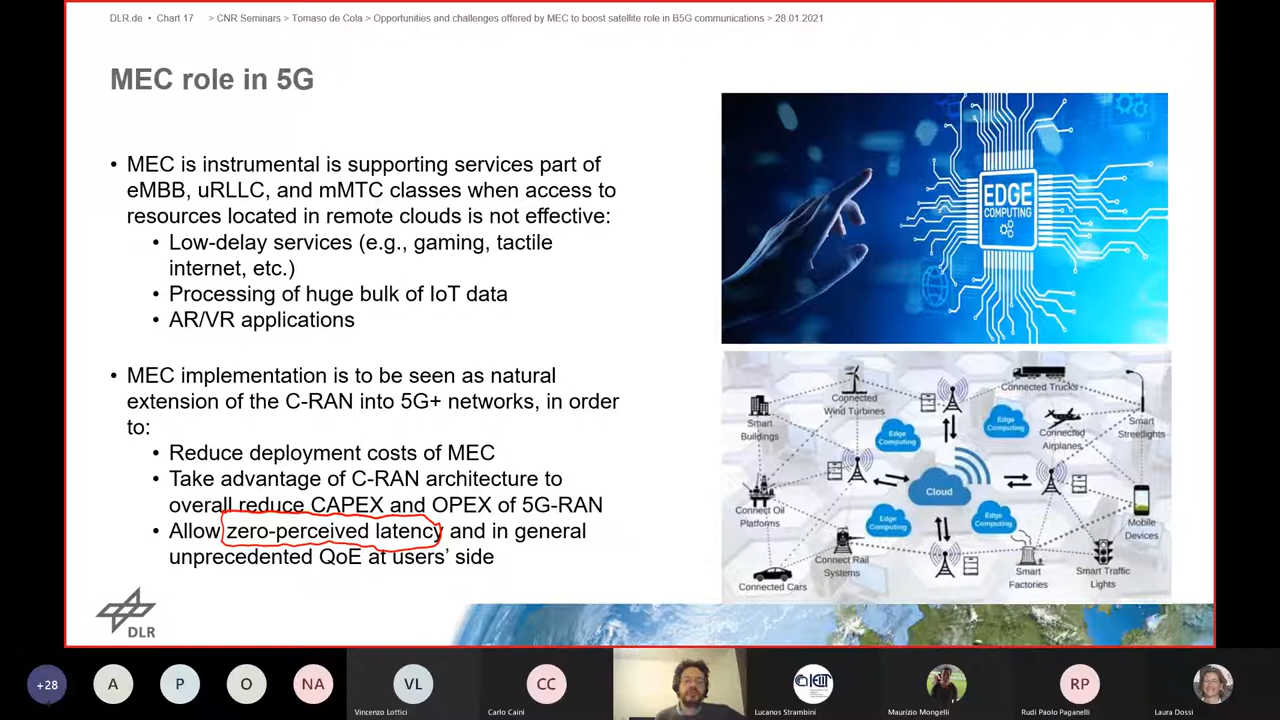 DLR.de • Chart 17 > CNR Seminars > Tomaso de Cola > Opportunities and challenges offered by MEC to boost satellite role in B5G communications > 28.01.2021
MEC role in 5G
• MEC is instrumental is supporting services part of
eMBB, uRLLC, and mMTC classes when access to
resources located in remote clouds is not effective:
• Low-delay services (e.g., gaming, tactile
internet, etc.)
• Processing of huge bulk of IoT data
• AR/VR applications
• MEC implementation is to be seen as natural
extension of the C-RAN into 5G+ networks, in order
to:
• Reduce deployment costs of MEC
• Take advantage of C-RAN architecture to
overall reduce CAPEX and OPEX of 5G-RAN
• Allow zero-perceived latency and in general
unprecedented QoE at users' side
EDGE
COMPUTING
Connected Trucks
Connected
Wind Turbines
Smart
Buildings
Edge
Computing
Edge
Computing
Connected
Airplanes
Smart
Streetlights
Cloud
Connect Oil
Platforms
Edge
Computing
Edge
Computing
Mobile
Devices
Connect Rail
Systems
Connected Cars
Smart
Factories
Smart Traffic
Lights
DLR
+28
A
P
O
NA
VL
Vincenzo Lottici
CC
Carlo Caini
IEIIT
Lucanos Strambini
Maurizio Mongelli
RP
Rudi Paolo Paganelli
Laura Dossi